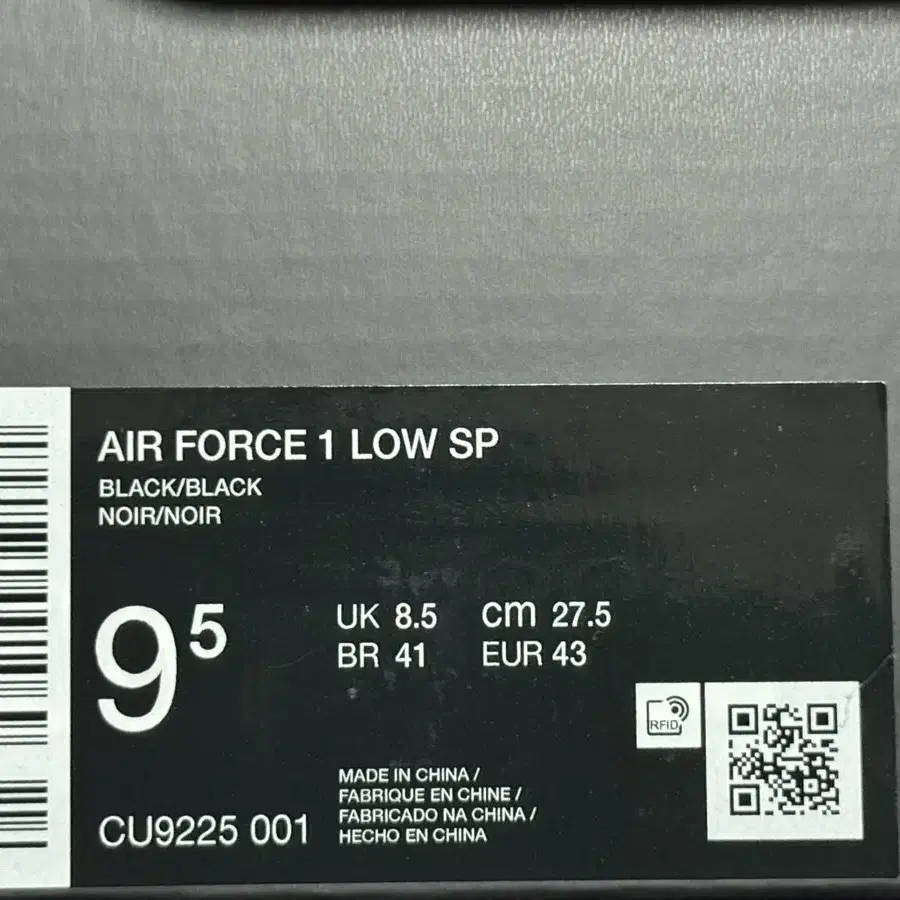 AIR FORCE 1 LOW SP
BLACK/BLACK
NOIR/NOIR
9⁵
UK 8.5 cm 27.5
BR 41 EUR 43
RFID
MADE IN CHINA /
FABRIQUE EN CHINE /
FABRICADO NA CHINA /
HECHO EN CHINA
CU9225 001